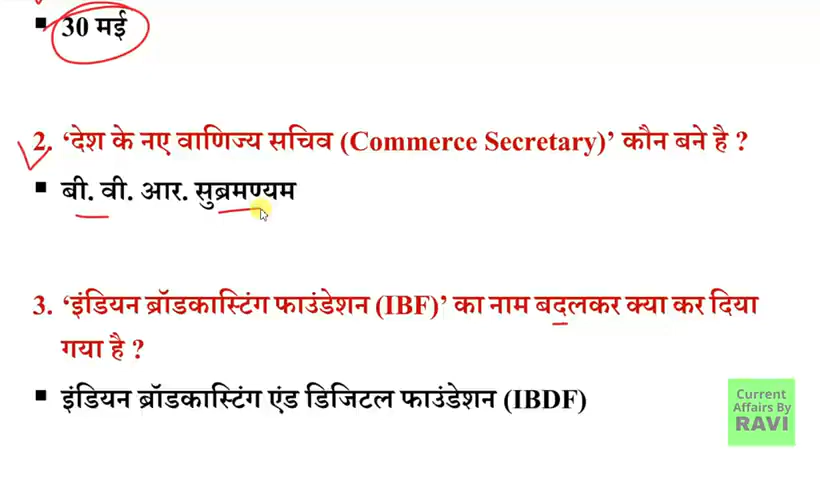 ▪ 30 मई
2. ‘देश के नए वाणिज्य सचिव (Commerce Secretary)’ कौन बने है ?
▪ बी. वी. आर. सुब्रमण्यम
3. ‘इंडियन ब्रॉडकास्टिंग फाउंडेशन (IBF)’ का नाम बदलकर क्या कर दिया
गया है ?
▪ इंडियन ब्रॉडकास्टिंग एंड डिजिटल फाउंडेशन (IBDF)
Current
Affairs By
RAVI